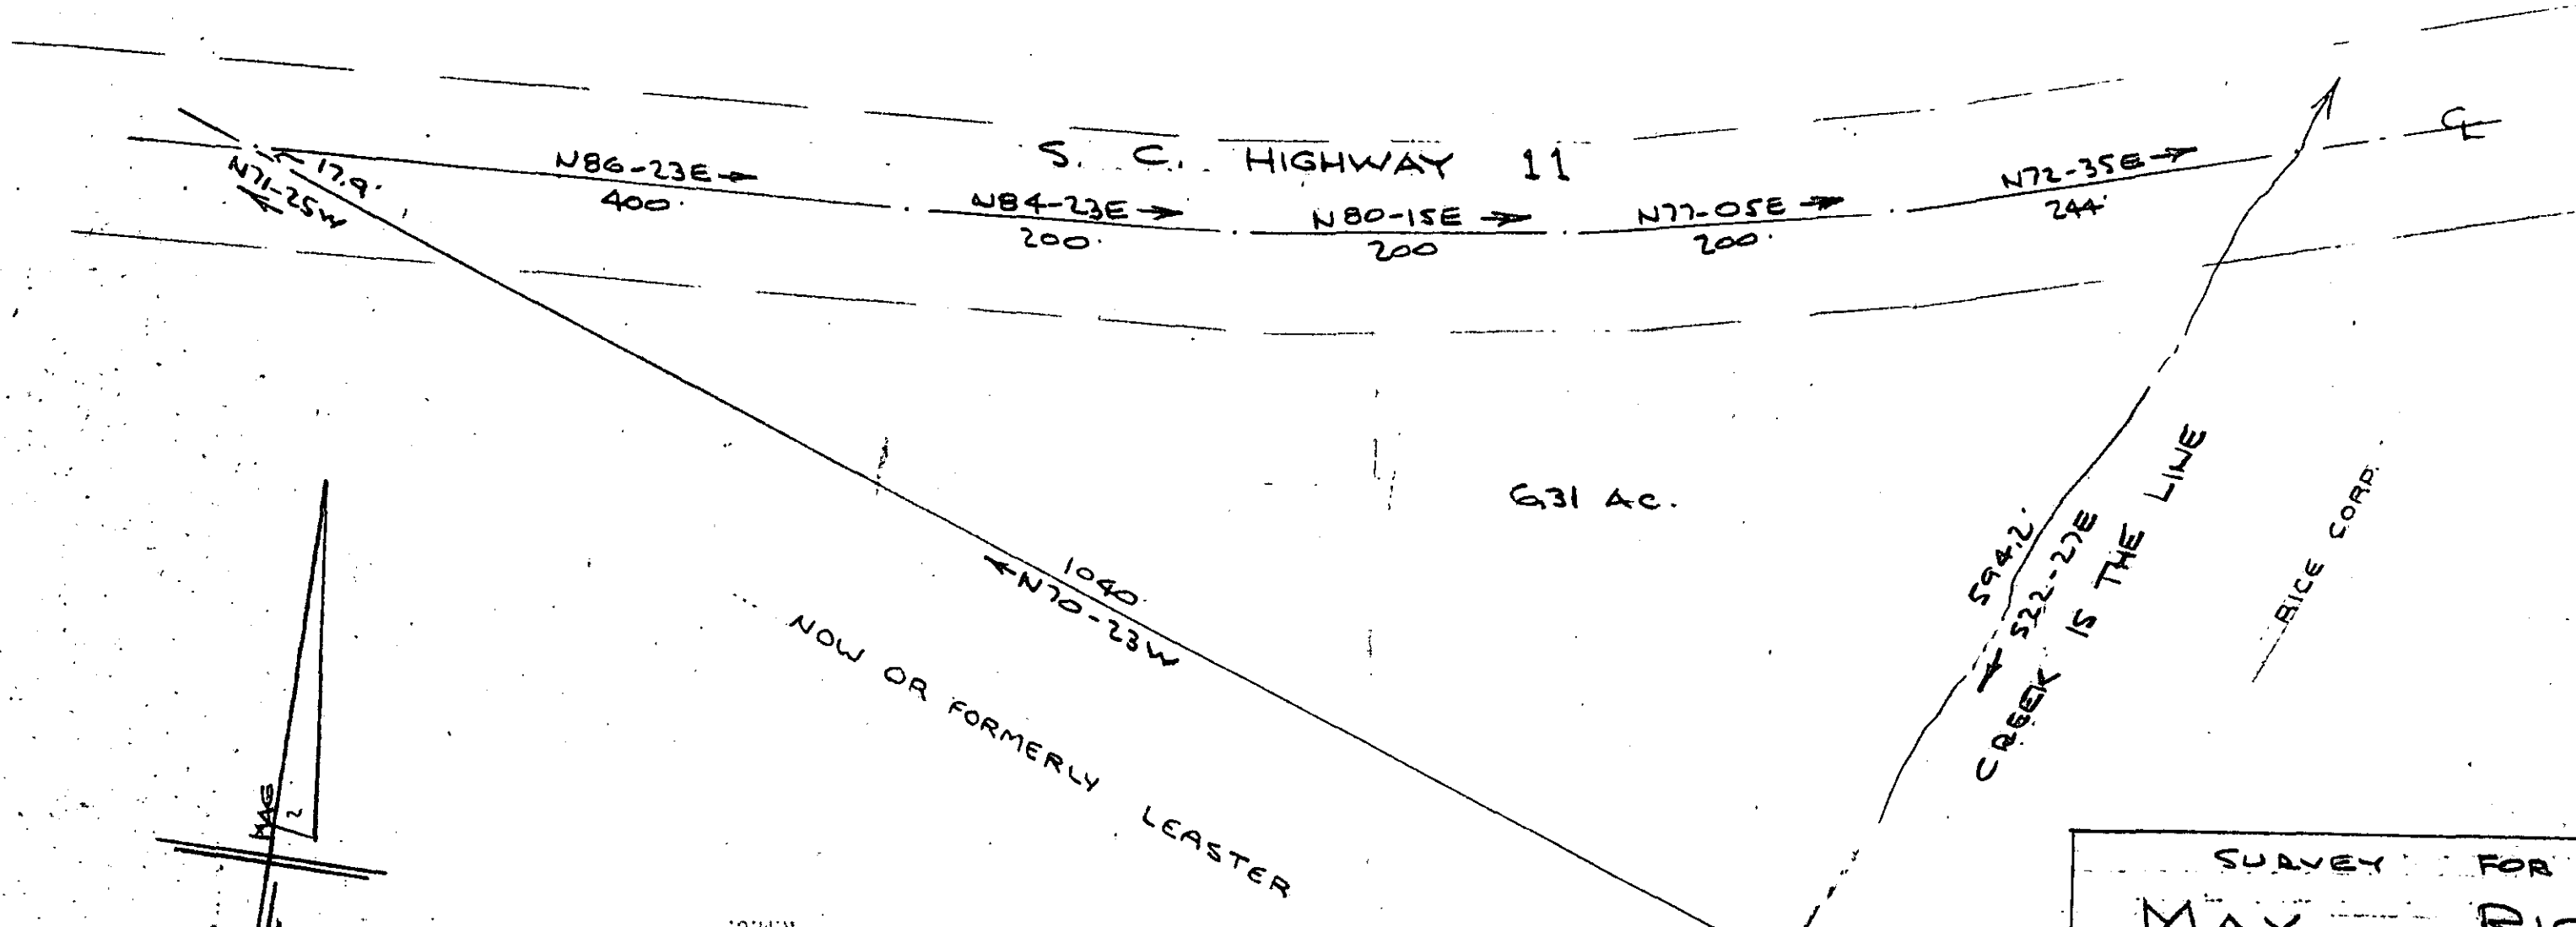 S. C. HIGHWAY 11
C
L
N71-25W
17.9'
N86-23E
400.
N84-23E
200.
N80-15E
200
N77-05E
200.
N72-35E
244'
631 AC.
1040.
N70-23W
NOW OR FORMERLY LEASTER
594.2'
S22-27E
CREEK IS THE LINE
RICE CORP.
MAG
2
SURVEY FOR
MAY